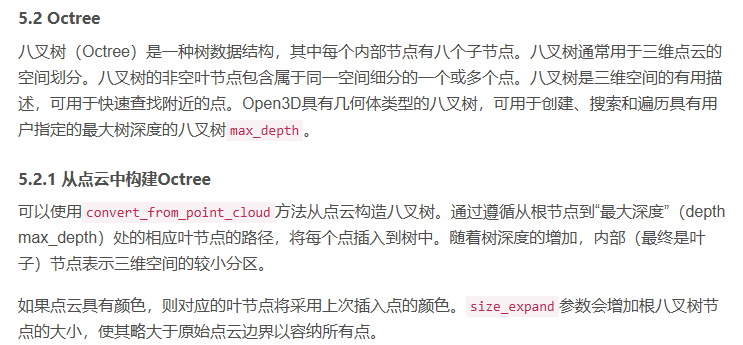 5.2 Octree
八叉树（Octree）是一种树数据结构，其中每个内部节点有八个子节点。八叉树通常用于三维点云的
空间划分。八叉树的非空叶节点包含属于同一空间细分的一个或多个点。八叉树是三维空间的有用描
述，可用于快速查找附近的点。Open3D具有几何体类型的八叉树，可用于创建、搜索和遍历具有用
户指定的最大树深度的八叉树 max_depth 。
5.2.1 从点云中构建Octree
可以使用 convert_from_point_cloud 方法从点云构造八叉树。通过遵循从根节点到“最大深度”（depth
max_depth）处的相应叶节点的路径，将每个点插入到树中。随着树深度的增加，内部（最终是叶
子）节点表示三维空间的较小分区。
如果点云具有颜色，则对应的叶节点将采用上次插入点的颜色。 size_expand 参数会增加根八叉树节
点的大小，使其略大于原始点云边界以容纳所有点。